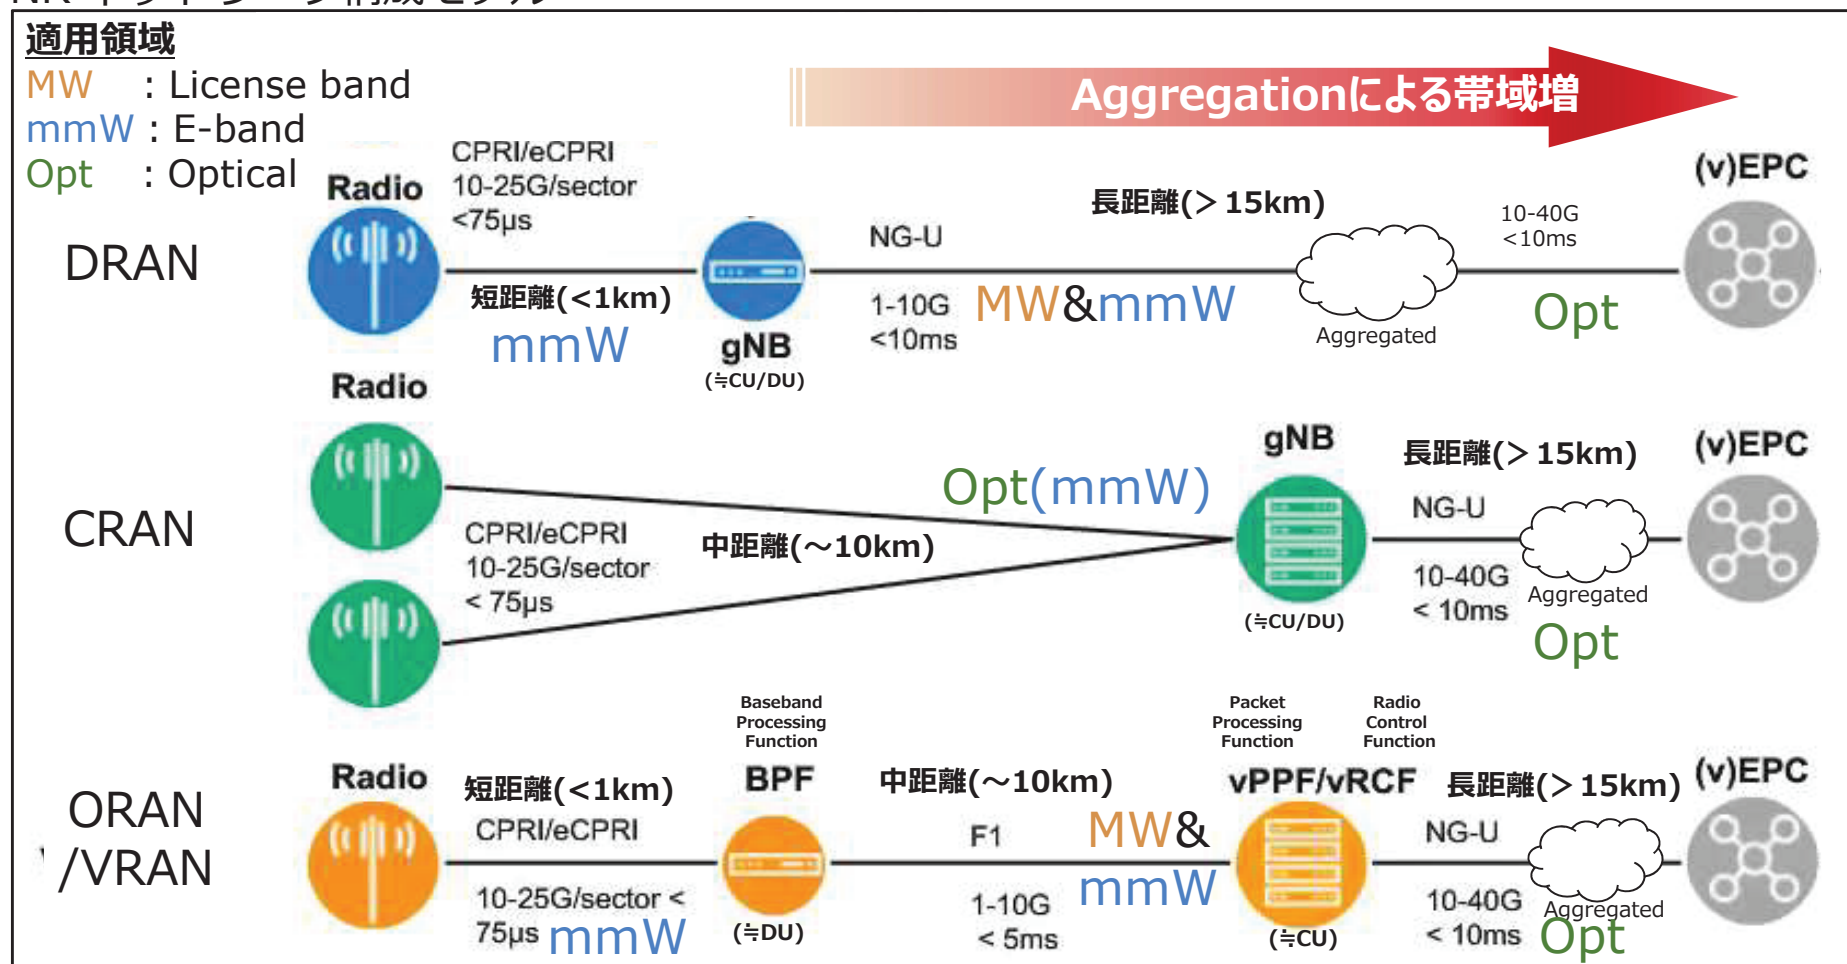 適用領域
MW : License band
mmW : E-band
Opt : Optical
Aggregationによる帯域増
DRAN
Radio
CPRI/eCPRI
10-25G/sector
<75µs
短距離(<1km)
mmW
gNB
(≒CU/DU)
NG-U
1-10G
<10ms
MW&mmW
長距離(＞15km)
Aggregated
10-40G
<10ms
Opt
(v)EPC
CRAN
Radio
CPRI/eCPRI
10-25G/sector
< 75µs
中距離(～10km)
Opt(mmW)
gNB
(≒CU/DU)
長距離(＞15km)
NG-U
10-40G
< 10ms
Aggregated
Opt
(v)EPC
ORAN
/VRAN
Radio
短距離(<1km)
CPRI/eCPRI
10-25G/sector <
75µs
mmW
Baseband
Processing
Function
BPF
(≒DU)
中距離(～10km)
F1
1-10G
< 5ms
MW&
mmW
Packet
Processing
Function
Radio
Control
Function
vPPF/vRCF
(≒CU)
長距離(＞15km)
NG-U
10-40G
< 10ms
Aggregated
Opt
(v)EPC